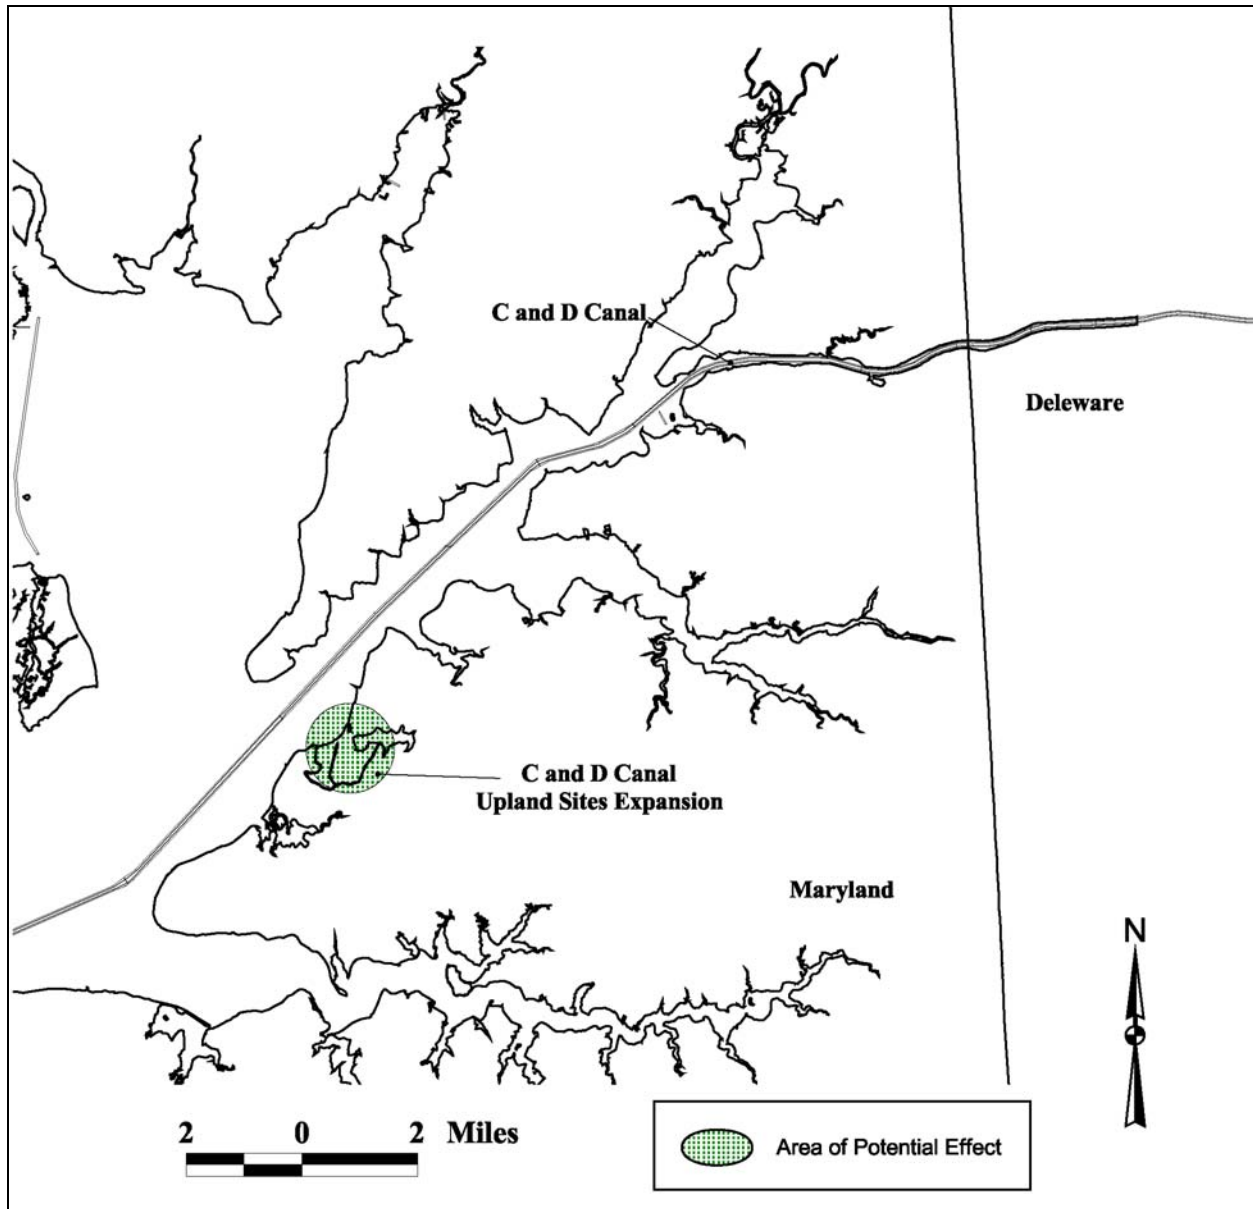 C and D Canal
Deleware
C and D Canal
Upland Sites Expansion
Maryland
N
2 0 2 Miles
Area of Potential Effect